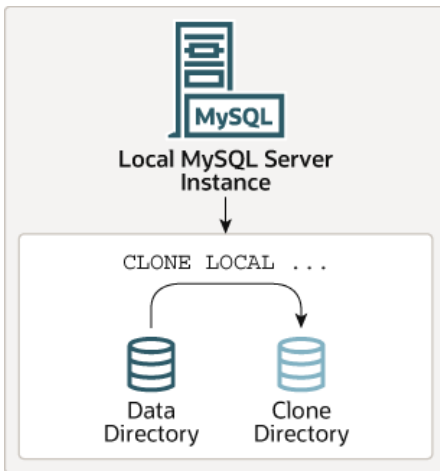 MySQL
Local MySQL Server
Instance
CLONE LOCAL ...
Data
Directory
Clone
Directory